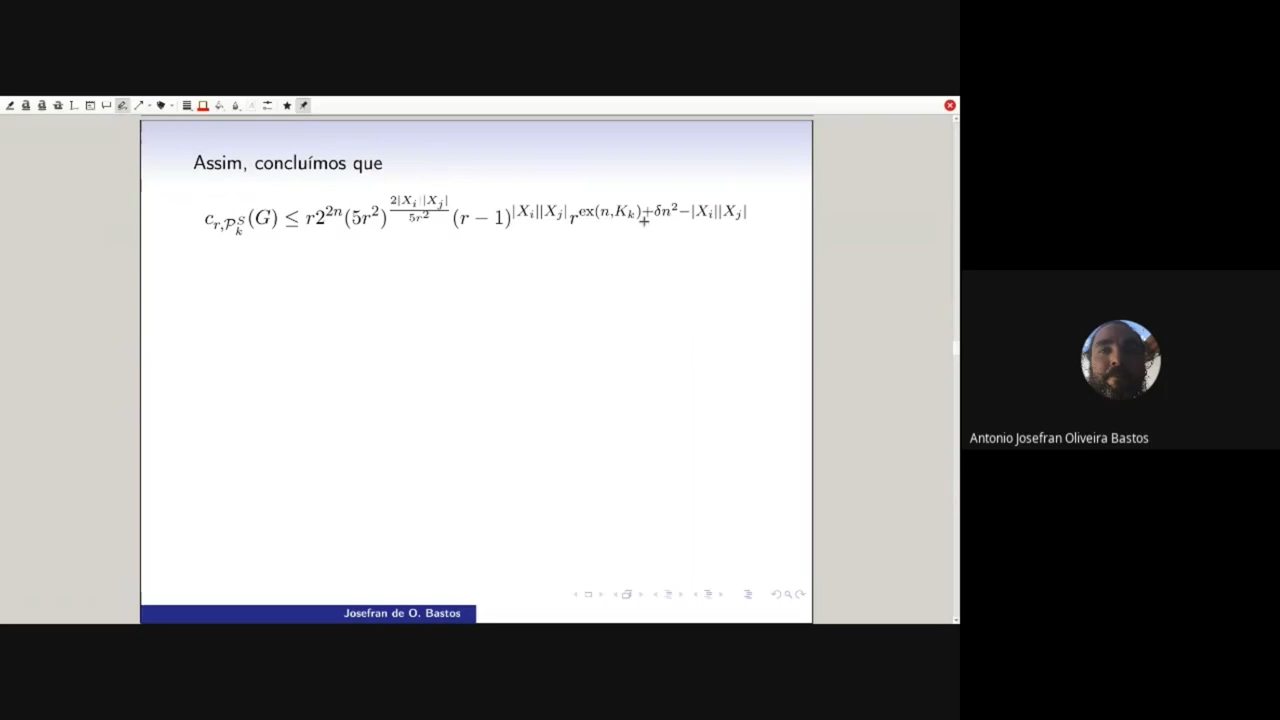 Assim, concluímos que
$c_{r,\mathcal{P}_k^S}(G) \leq r2^{2n}(5r^2)^{\frac{2|X_i||X_j|}{5r^2}}(r-1)^{|X_i||X_j|}r^{\mathrm{ex}(n,K_k)+\delta n^2-|X_i||X_j|}$
Josefran de O. Bastos
Antonio Josefran Oliveira Bastos